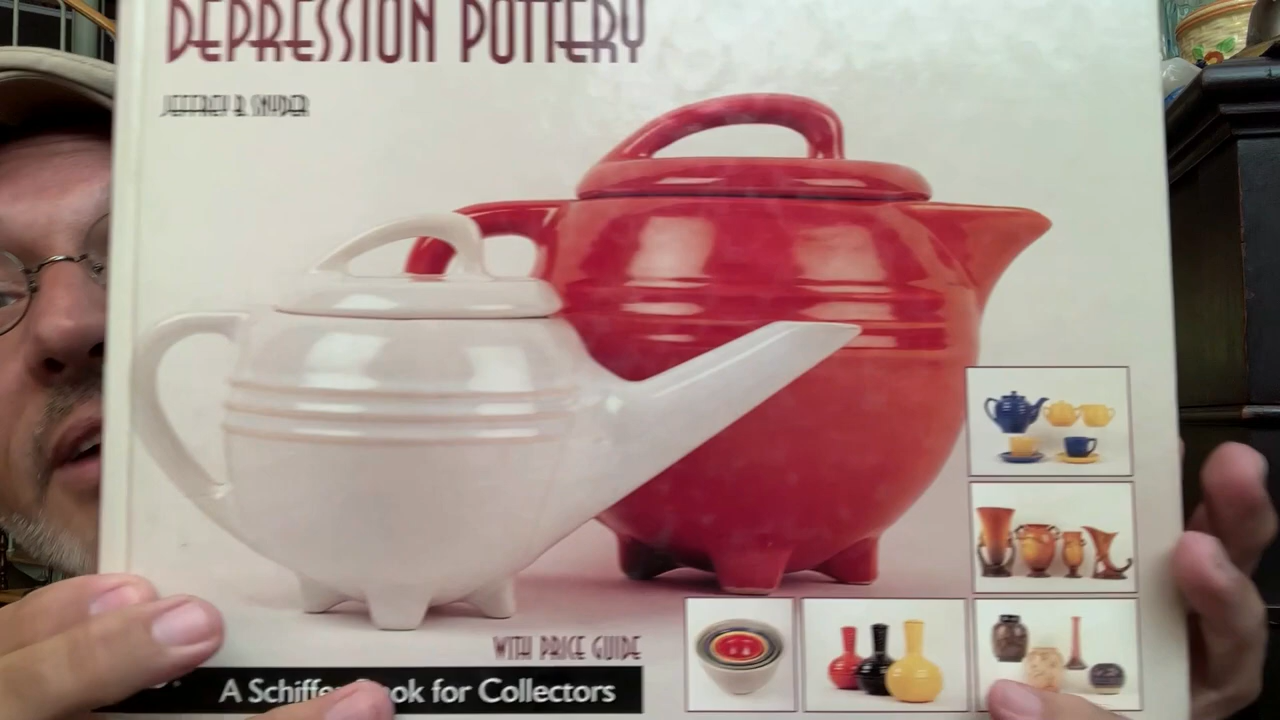 DEPRESSION POTTERY
JEFFREY B. SNYDER
WITH PRICE GUIDE
A Schiffer Book for Collectors